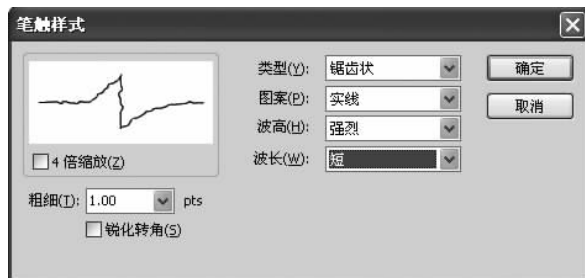 笔触样式
类型(Y): 锯齿状
确定
图案(P): 实线
取消
波高(H): 强烈
4 倍缩放(Z)
波长(W): 短
粗细(T): 1.00 pts
锐化转角(S)